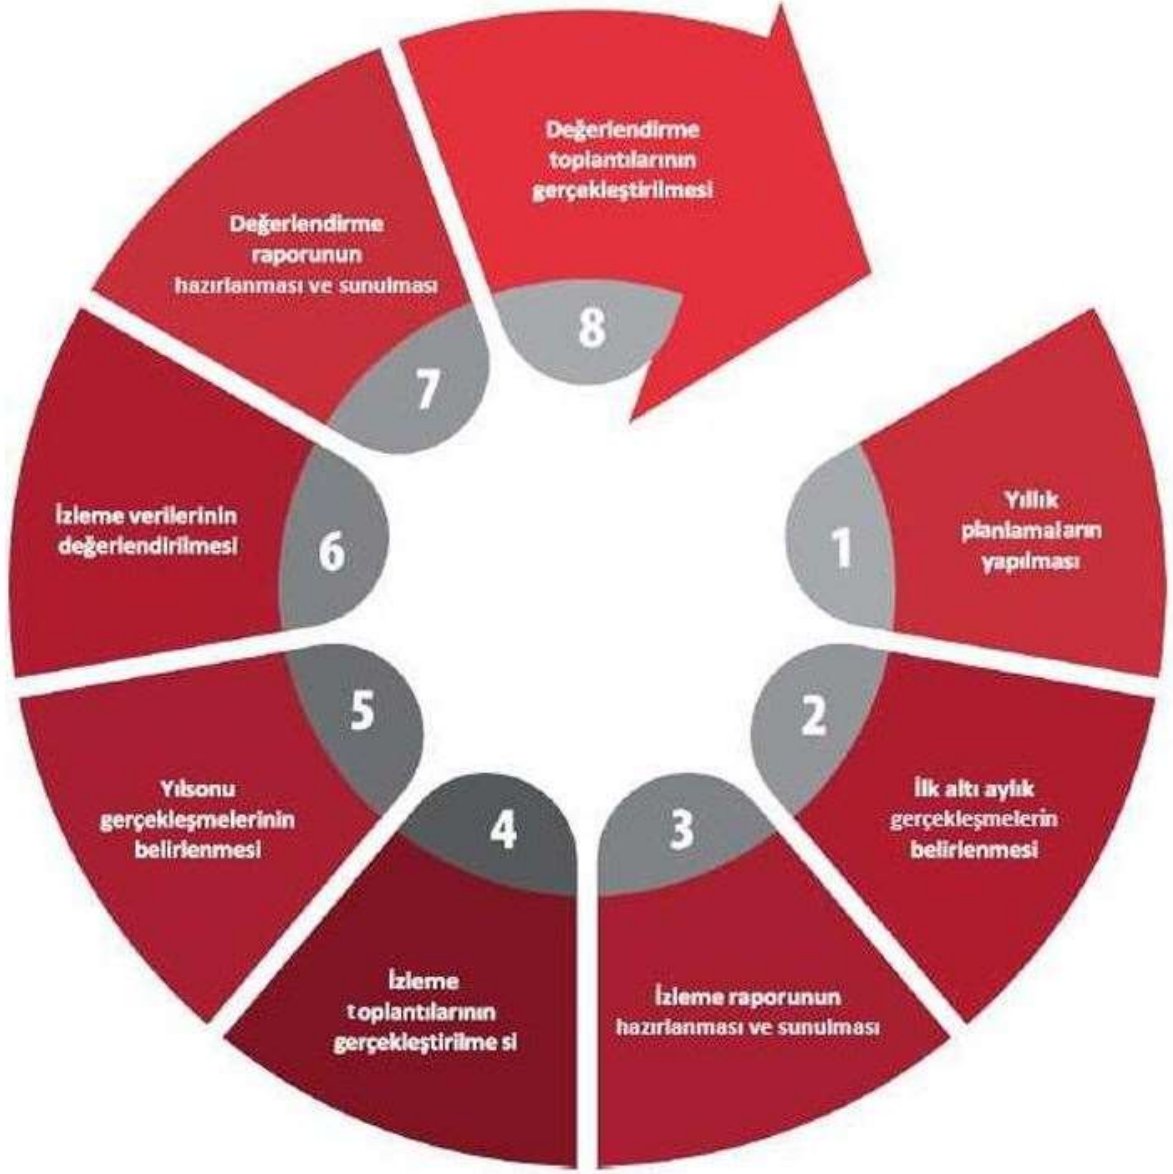 1
Yıllık
planlamaların
yapılması
2
İlk altı aylık
gerçekleşmelerin
belirlenmesi
3
İzleme raporunun
hazırlanması ve sunulması
4
İzleme
toplantılarının
gerçekleştirilme si
5
Yılsonu
gerçekleşmelerinin
belirlenmesi
6
İzleme verilerinin
değerlendirilmesi
7
Değerlendirme
raporunun
hazırlanması ve sunulması
8
Değerlendirme
toplantılarının
gerçekleştirilmesi